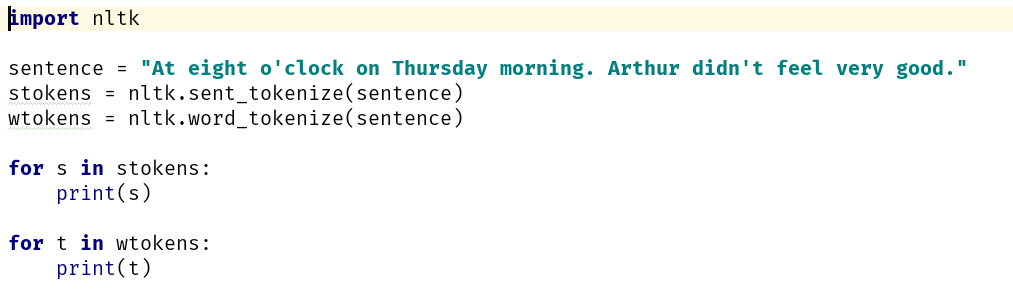 import nltk
sentence = "At eight o'clock on Thursday morning. Arthur didn't feel very good."
stokens = nltk.sent_tokenize(sentence)
wtokens = nltk.word_tokenize(sentence)
for s in stokens:
    print(s)
for t in wtokens:
    print(t)